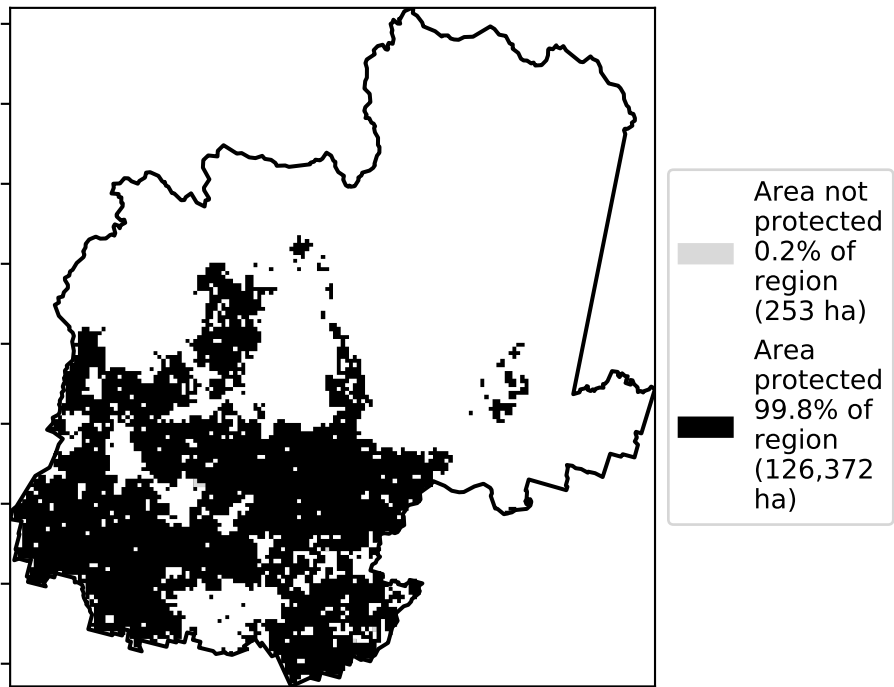 Area not
protected
0.2% of
region
(253 ha)
Area
protected
99.8% of
region
(126,372
ha)